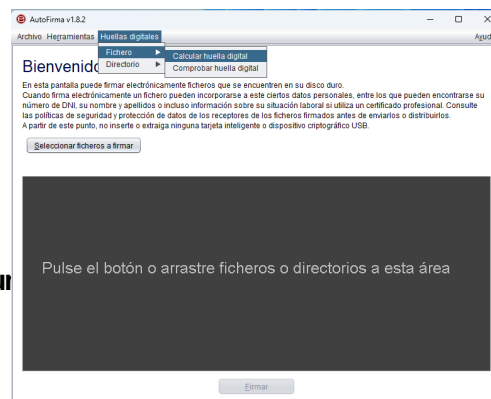 AutoFirma v1.8.2
Archivo Herramientas Huellas digitales Ayud
Fichero
Calcular huella digital
Directorio
Comprobar huella digital
Bienvenido
En esta pantalla puede firmar electrónicamente ficheros que se encuentren en su disco duro.
Cuando firma electrónicamente un fichero pueden incorporarse a este ciertos datos personales, entre los que pueden encontrarse su
número de DNI, su nombre y apellidos o incluso información sobre su situación laboral si utiliza un certificado profesional. Consulte
las políticas de seguridad y protección de datos de los receptores de los ficheros firmados antes de enviarlos o distribuirlos.
A partir de este punto, no inserte o extraiga ninguna tarjeta inteligente o dispositivo criptográfico USB.
Seleccionar ficheros a firmar
Pulse el botón o arrastre ficheros o directorios a esta área
Firmar